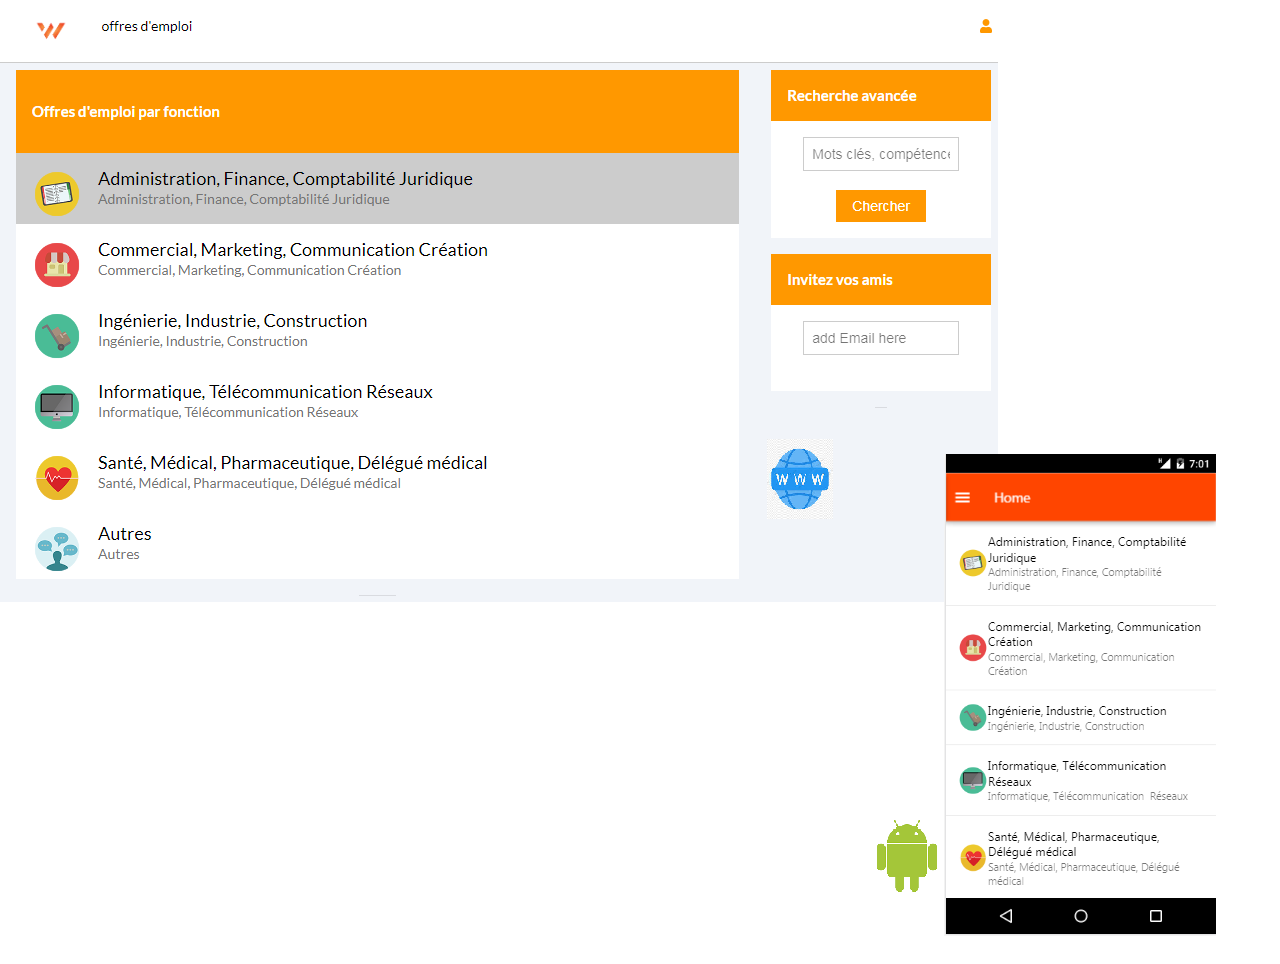 offres d'emploi
Offres d'emploi par fonction
Administration, Finance, Comptabilité Juridique
Administration, Finance, Comptabilité Juridique
Commercial, Marketing, Communication Création
Commercial, Marketing, Communication Création
Ingénierie, Industrie, Construction
Ingénierie, Industrie, Construction
Informatique, Télécommunication Réseaux
Informatique, Télécommunication Réseaux
Santé, Médical, Pharmaceutique, Délégué médical
Santé, Médical, Pharmaceutique, Délégué médical
Autres
Autres
Recherche avancée
Mots clés, compétence
Chercher
Invitez vos amis
add Email here
WWW
H 7:01
Home
Administration, Finance, Comptabilité
Juridique
Administration, Finance, Comptabilité
Juridique
Commercial, Marketing, Communication
Création
Commercial, Marketing, Communication
Création
Ingénierie, Industrie, Construction
Ingénierie, Industrie, Construction
Informatique, Télécommunication
Réseaux
Informatique, Télécommunication Réseaux
Santé, Médical, Pharmaceutique,
Délégué médical
Santé, Médical, Pharmaceutique, Délégué
médical